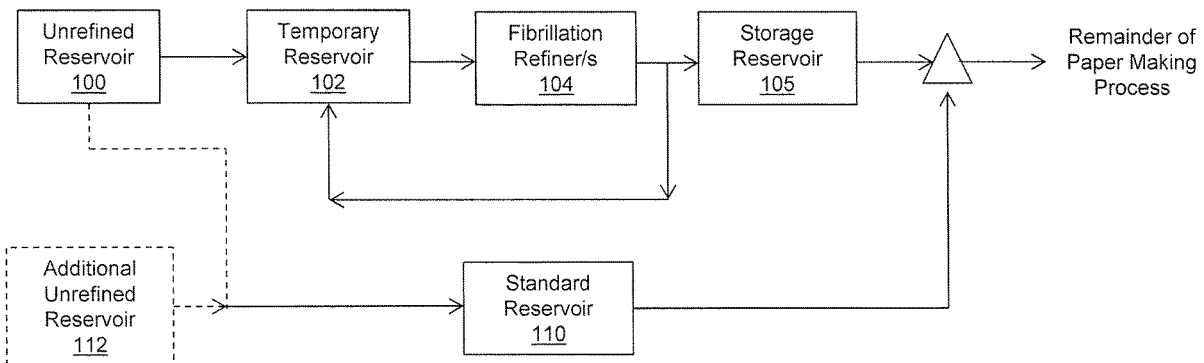 Unrefined
Reservoir
100
Temporary
Reservoir
102
Fibrillation
Refiner/s
104
Storage
Reservoir
105
Remainder of
Paper Making
Process
Additional
Unrefined
Reservoir
112
Standard
Reservoir
110